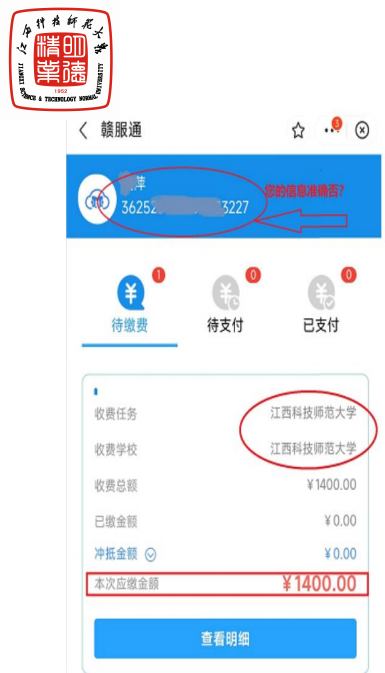 江西科技师范大学
明德
精业
1952
JIANGXI SCIENCE & TECHNOLOGY NORMAL UNIVERSITY
赣服通
3
萍
36252 3227
您的信息准确否?
1
0
0
待缴费
待支付
已支付
收费任务 江西科技师范大学
收费学校 江西科技师范大学
收费总额 ¥1400.00
已缴金额 ¥0.00
冲抵金额 ¥0.00
本次应缴金额 ¥1400.00
查看明细